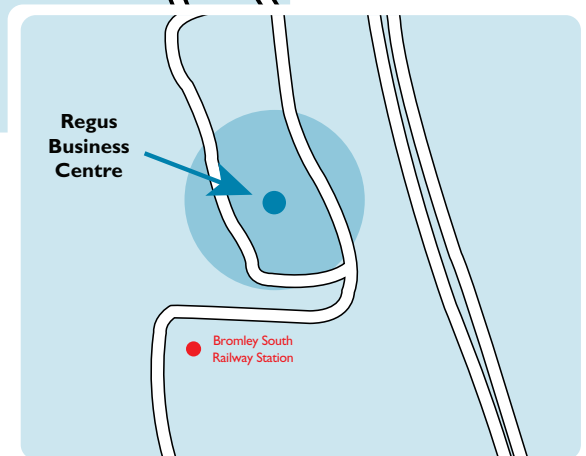 Regus
Business
Centre
Bromley South
Railway Station